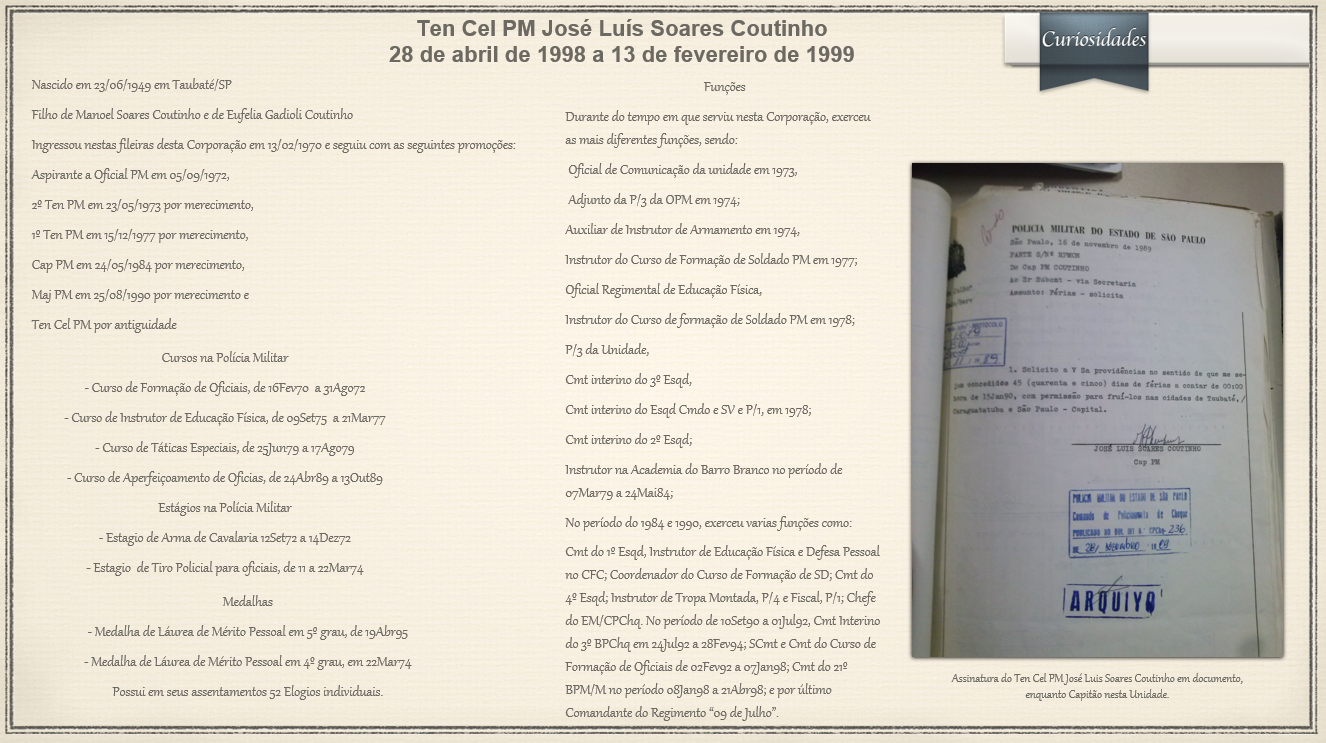 Ten Cel PM José Luís Soares Coutinho
28 de abril de 1998 a 13 de fevereiro de 1999
Curiosidades
Nascido em 23/06/1949 em Taubaté/SP
Filho de Manoel Soares Coutinho e de Eufelia Gadioli Coutinho
Ingressou nestas fileiras desta Corporação em 13/02/1970 e seguiu com as seguintes promoções:
Aspirante a Oficial PM em 05/09/1972,
2º Ten PM em 23/05/1973 por merecimento,
1º Ten PM em 15/12/1977 por merecimento,
Cap PM em 24/05/1984 por merecimento,
Maj PM em 25/08/1990 por merecimento e
Ten Cel PM por antiguidade
Cursos na Polícia Militar
- Curso de Formação de Oficiais, de 16Fev70 a 31Ago72
- Curso de Instrutor de Educação Física, de 09Set75 a 21Mar77
- Curso de Táticas Especiais, de 25Jun79 a 17Ago79
- Curso de Aperfeiçoamento de Oficias, de 24Abr89 a 13Out89
Estágios na Polícia Militar
- Estagio de Arma de Cavalaria 12Set72 a 14Dez72
- Estagio de Tiro Policial para oficiais, de 11 a 22Mar74
Medalhas
- Medalha de Láurea de Mérito Pessoal em 5º grau, de 19Abr95
- Medalha de Láurea de Mérito Pessoal em 4º grau, em 22Mar74
Possui em seus assentamentos 52 Elogios individuais.
Funções
Durante do tempo em que serviu nesta Corporação, exerceu
as mais diferentes funções, sendo:
Oficial de Comunicação da unidade em 1973,
Adjunto da P/3 da OPM em 1974;
Auxiliar de Instrutor de Armamento em 1974,
Instrutor do Curso de Formação de Soldado PM em 1977;
Oficial Regimental de Educação Física,
Instrutor do Curso de formação de Soldado PM em 1978;
P/3 da Unidade,
Cmt interino do 3º Esqd,
Cmt interino do Esqd Cmdo e SV e P/1, em 1978;
Cmt interino do 2º Esqd;
Instrutor na Academia do Barro Branco no período de
07Mar79 a 24Mai84;
No período do 1984 e 1990, exerceu varias funções como:
Cmt do 1º Esqd, Instrutor de Educação Física e Defesa Pessoal
no CFC; Coordenador do Curso de Formação de SD; Cmt do
4º Esqd; Instrutor de Tropa Montada, P/4 e Fiscal, P/1; Chefe
do EM/CPChq. No período de 10Set90 a 01Jul92, Cmt Interino
do 3º BPChq em 24Jul92 a 28Fev94; SCmt e Cmt do Curso de
Formação de Oficiais de 02Fev92 a 07Jan98; Cmt do 21º
BPM/M no período 08Jan98 a 21Abr98; e por último
Comandante do Regimento “09 de Julho”.
POLICIA MILITAR DO ESTADO DE SÃO PAULO
São Paulo, 16 de novembro de 1989
PARTE S/Nº RPMON
Do Cap PM COUTINHO
Ao Sr Subcmt - via Secretaria
Assunto: Férias - solicita
PROTOCOLO
1. Solicito a V Sa providências no sentido de que me se-
jam concedidos 45 (quarenta e cinco) dias de férias a contar de 00:00
hora de 15Jan90, com permissão para fruí-los nas cidades de Taubaté,/
Caraguatatuba e São Paulo - Capital.
JOSÉ LUIS SOARES COUTINHO
Cap PM
POLICIA MILITAR DO ESTADO DE SÃO PAULO
Comando de Policiamento de Choque
PUBLICADO NO BOL INT N.º CPChq 236
ARQUIVO
Assinatura do Ten Cel PM José Luis Soares Coutinho em documento,
enquanto Capitão nesta Unidade.